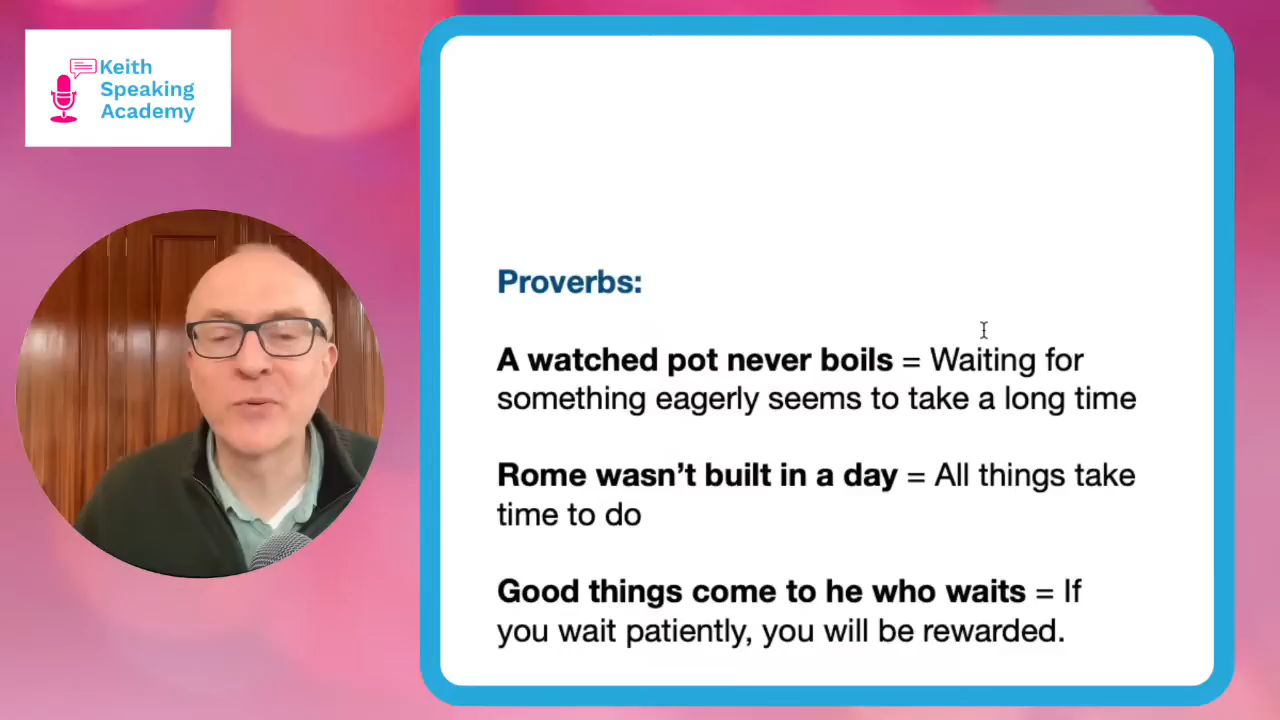 Keith
Speaking
Academy
Proverbs:
A watched pot never boils = Waiting for
something eagerly seems to take a long time
Rome wasn’t built in a day = All things take
time to do
Good things come to he who waits = If
you wait patiently, you will be rewarded.